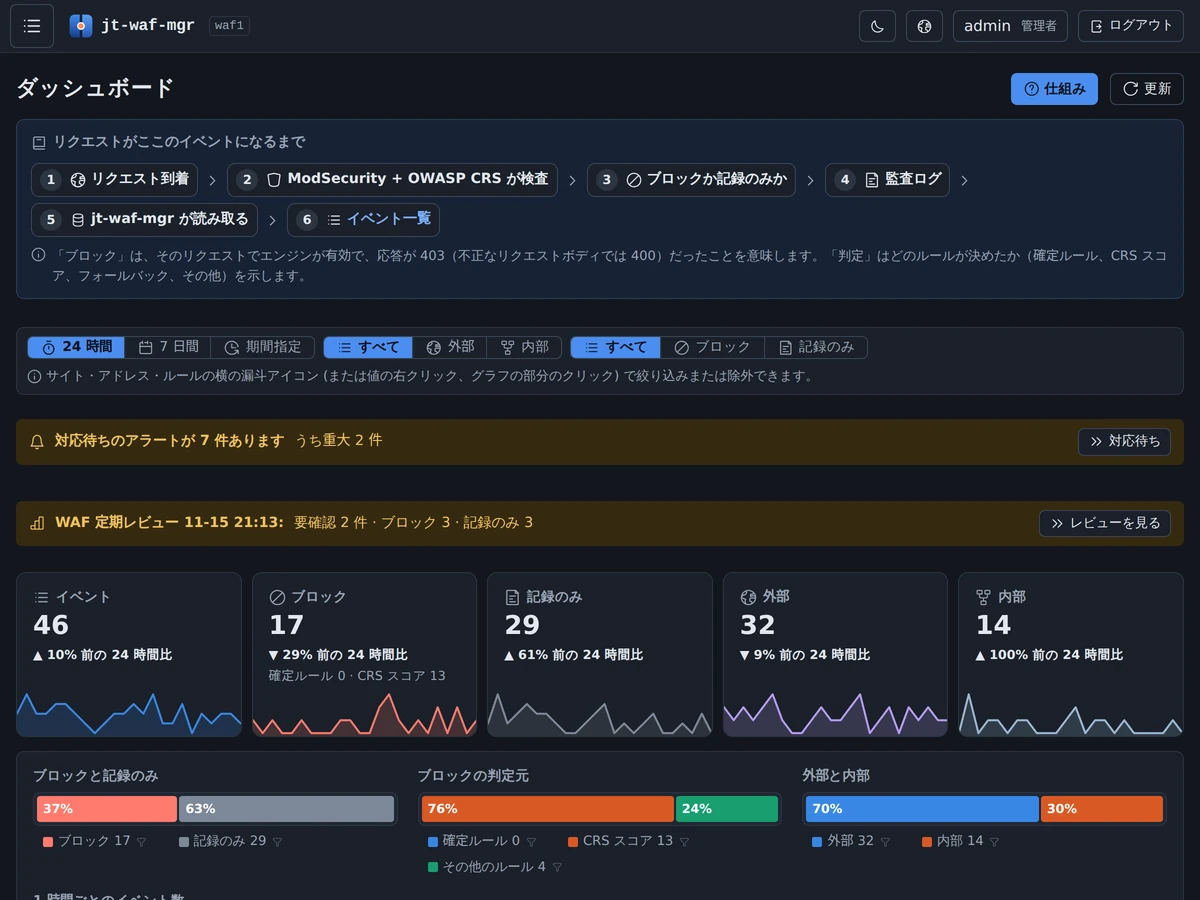 jt-waf-mgr waf1 admin 管理者 ログアウト
ダッシュボード 仕組み 更新
リクエストがここのイベントになるまで
1 リクエスト到着 2 ModSecurity + OWASP CRS が検査 3 ブロックか記録のみか 4 監査ログ
5 jt-waf-mgr が読み取る 6 イベント一覧
「ブロック」は、そのリクエストでエンジンが有効で、応答が 403（不正なリクエストボディでは 400）だったことを意味します。「判定」はどのルールが決めたか（確定ルール、CRS スコ
ア、フォールバック、その他）を示します。
24 時間 7 日間 期間指定 すべて 外部 内部 すべて ブロック 記録のみ
サイト・アドレス・ルールの横の漏斗アイコン (または値の右クリック、グラフの部分のクリック) で絞り込みまたは除外できます。
対応待ちのアラートが 7 件あります うち重大 2 件 対応待ち
WAF 定期レビュー 11-15 21:13: 要確認 2 件 · ブロック 3 · 記録のみ 3 レビューを見る
イベント ブロック 記録のみ 外部 内部
46 17 29 32 14
▲ 10% 前の 24 時間比 ▼ 29% 前の 24 時間比 ▲ 61% 前の 24 時間比 ▼ 9% 前の 24 時間比 ▲ 100% 前の 24 時間比
確定ルール 0 · CRS スコア 13
ブロックと記録のみ ブロックの判定元 外部と内部
37% 63% 76% 24% 70% 30%
ブロック 17 記録のみ 29 確定ルール 0 CRS スコア 13 外部 32 内部 14
その他のルール 4
1 時間ごとのイベント数